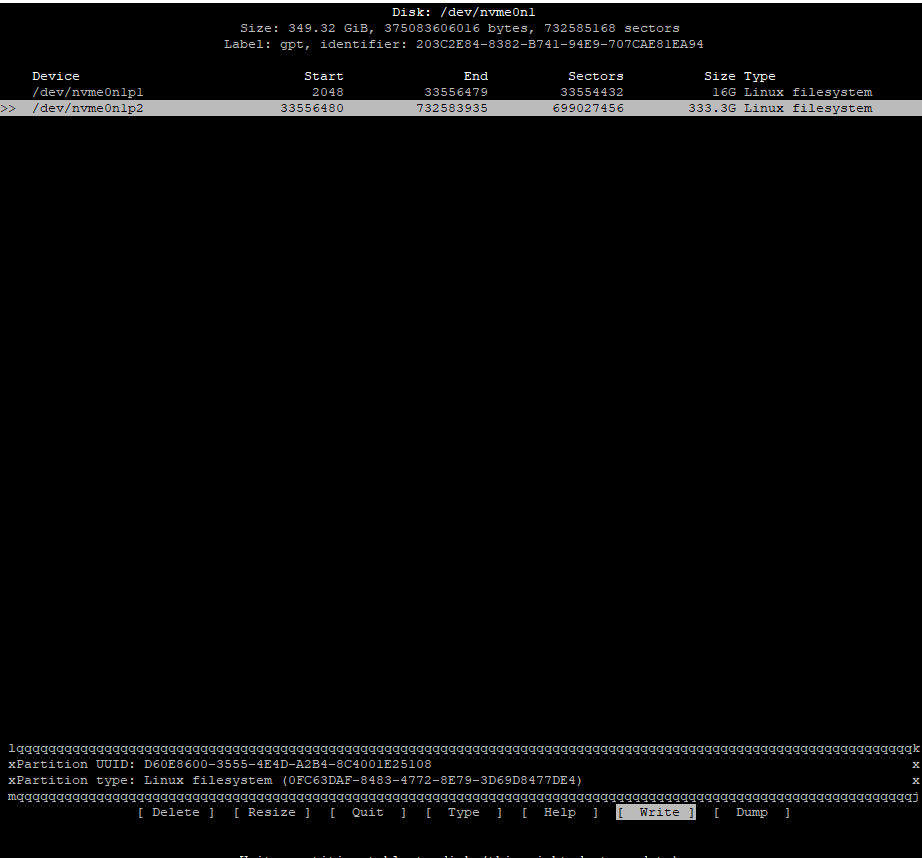 Disk: /dev/nvme0n1
Size: 349.32 GiB, 375083606016 bytes, 732585168 sectors
Label: gpt, identifier: 203C2E84-8382-B741-94E9-707CAE81EA94
Device Start End Sectors Size Type
/dev/nvme0n1p1 2048 33556479 33554432 16G Linux filesystem
>> /dev/nvme0n1p2 33556480 732583935 699027456 333.3G Linux filesystem
lqqqqqqqqqqqqqqqqqqqqqqqqqqqqqqqqqqqqqqqqqqqqqqqqqqqqqqqqqqqqqqqqqqqqqqqqqqqqqqqqqqqqqqqqqqqqqqqqqqqqqqqqqqqqqqqqk
xPartition UUID: D60E8600-3555-4E4D-A2B4-8C4001E25108 x
xPartition type: Linux filesystem (0FC63DAF-8483-4772-8E79-3D69D8477DE4) x
mqqqqqqqqqqqqqqqqqqqqqqqqqqqqqqqqqqqqqqqqqqqqqqqqqqqqqqqqqqqqqqqqqqqqqqqqqqqqqqqqqqqqqqqqqqqqqqqqqqqqqqqqqqqqqqqqj
[ Delete ] [ Resize ] [ Quit ] [ Type ] [ Help ] [ Write ] [ Dump ]